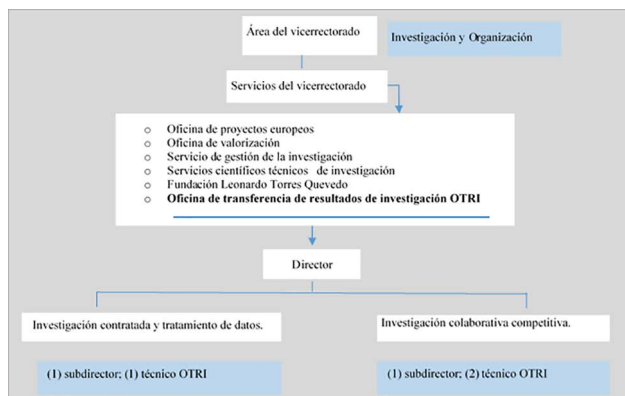 Área del vicerrectorado
Investigación y Organización
Servicios del vicerrectorado
o Oficina de proyectos europeos
o Oficina de valorización
o Servicio de gestión de la investigación
o Servicios científicos técnicos de investigación
o Fundación Leonardo Torres Quevedo
o Oficina de transferencia de resultados de investigación OTRI
Director
Investigación contratada y tratamiento de datos.
Investigación colaborativa competitiva.
(1) subdirector; (1) técnico OTRI
(1) subdirector; (2) técnico OTRI